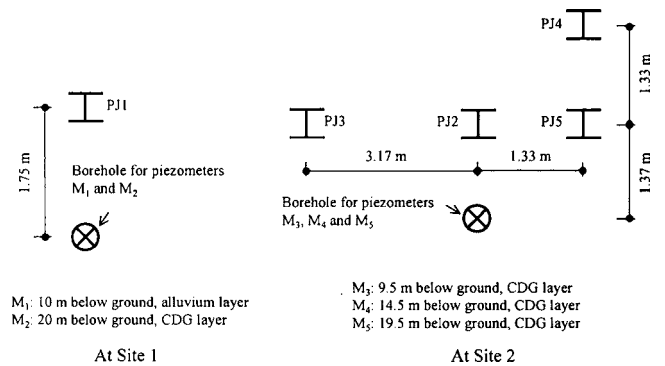 PJ4
PJ1
1.33 m
PJ3
PJ2
PJ5
1.75 m
3.17 m
1.33 m
1.37 m
Borehole for piezometers
M₁ and M₂
Borehole for piezometers
M₃, M₄ and M₅
M₁: 10 m below ground, alluvium layer
M₂: 20 m below ground, CDG layer
M₃: 9.5 m below ground, CDG layer
M₄: 14.5 m below ground, CDG layer
M₅: 19.5 m below ground, CDG layer
At Site 1
At Site 2